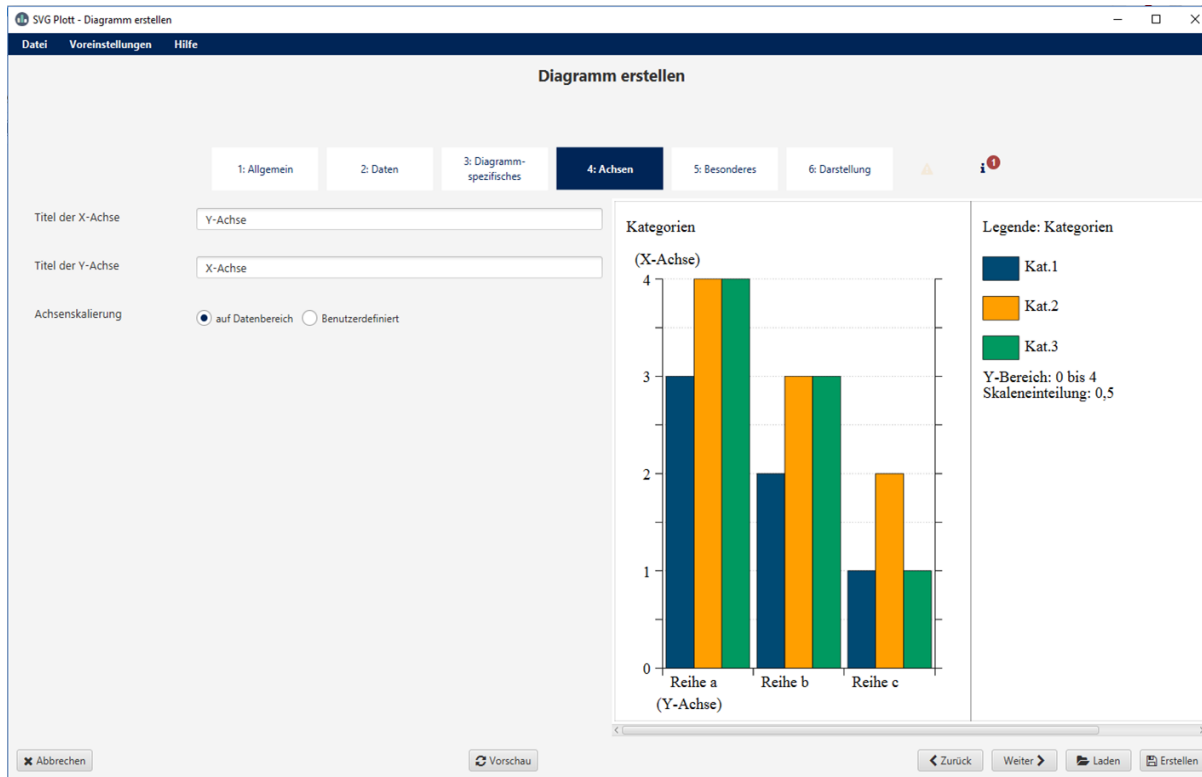 SVG Plott - Diagramm erstellen
Datei Voreinstellungen Hilfe
Diagramm erstellen
1: Allgemein
2: Daten
3: Diagramm-
spezifisches
4: Achsen
5: Besonderes
6: Darstellung
1
Titel der X-Achse
Y-Achse
Titel der Y-Achse
X-Achse
Achsenskalierung
auf Datenbereich
Benutzerdefiniert
Kategorien
(X-Achse)
4
3
2
1
0
Reihe a
Reihe b
Reihe c
(Y-Achse)
Legende: Kategorien
Kat.1
Kat.2
Kat.3
Y-Bereich: 0 bis 4
Skaleneinteilung: 0,5
Abbrechen
Vorschau
Zurück
Weiter
Laden
Erstellen